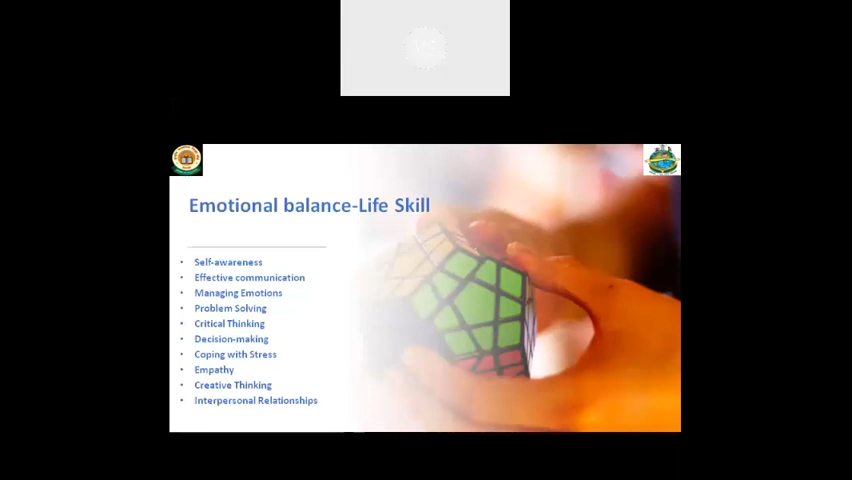 Emotional balance-Life Skill
• Self-awareness
• Effective communication
• Managing Emotions
• Problem Solving
• Critical Thinking
• Decision-making
• Coping with Stress
• Empathy
• Creative Thinking
• Interpersonal Relationships